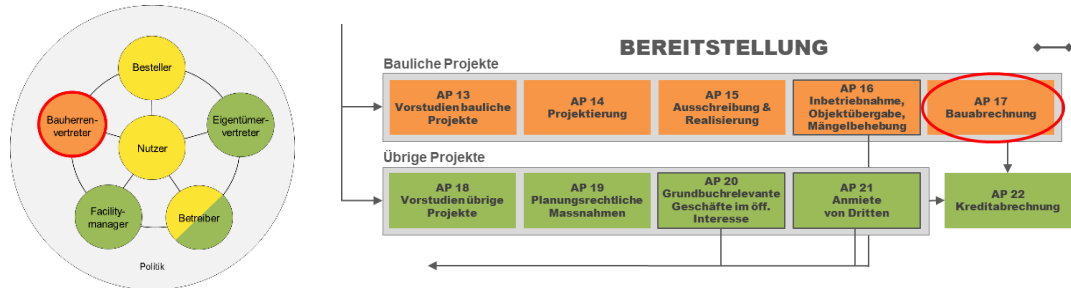 Besteller
Bauherren-
vertreter
Eigentümer-
vertreter
Nutzer
Facility-
manager
Betreiber
Politik
BEREITSTELLUNG
Bauliche Projekte
AP 13
Vorstudien bauliche
Projekte
AP 14
Projektierung
AP 15
Ausschreibung &
Realisierung
AP 16
Inbetriebnahme,
Objektübergabe,
Mängelbehebung
AP 17
Bauabrechnung
Übrige Projekte
AP 18
Vorstudien übrige
Projekte
AP 19
Planungsrechtliche
Massnahmen
AP 20
Grundbuchrelevante
Geschäfte im öff.
Interesse
AP 21
Anmiete
von Dritten
AP 22
Kreditabrechnung